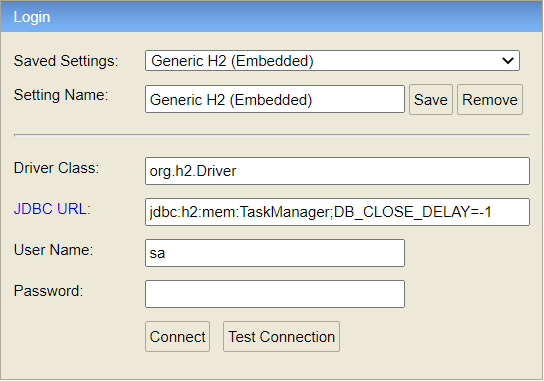 Login
Saved Settings: Generic H2 (Embedded)
Setting Name: Generic H2 (Embedded) Save Remove
Driver Class: org.h2.Driver
JDBC URL: jdbc:h2:mem:TaskManager;DB_CLOSE_DELAY=-1
User Name: sa
Password:
Connect Test Connection